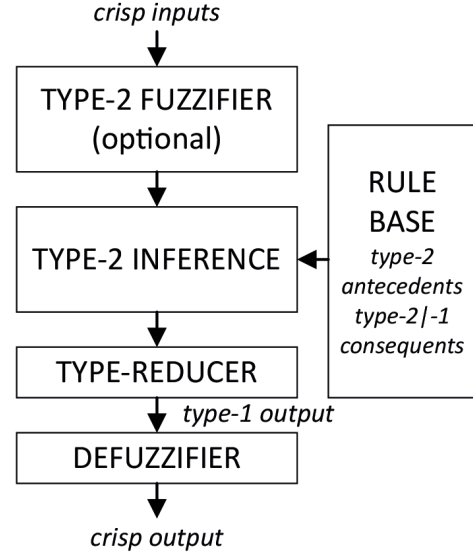 crisp inputs
TYPE-2 FUZZIFIER
(optional)
TYPE-2 INFERENCE
RULE
BASE
type-2
antecedents
type-2|-1
consequents
TYPE-REDUCER
type-1 output
DEFUZZIFIER
crisp output